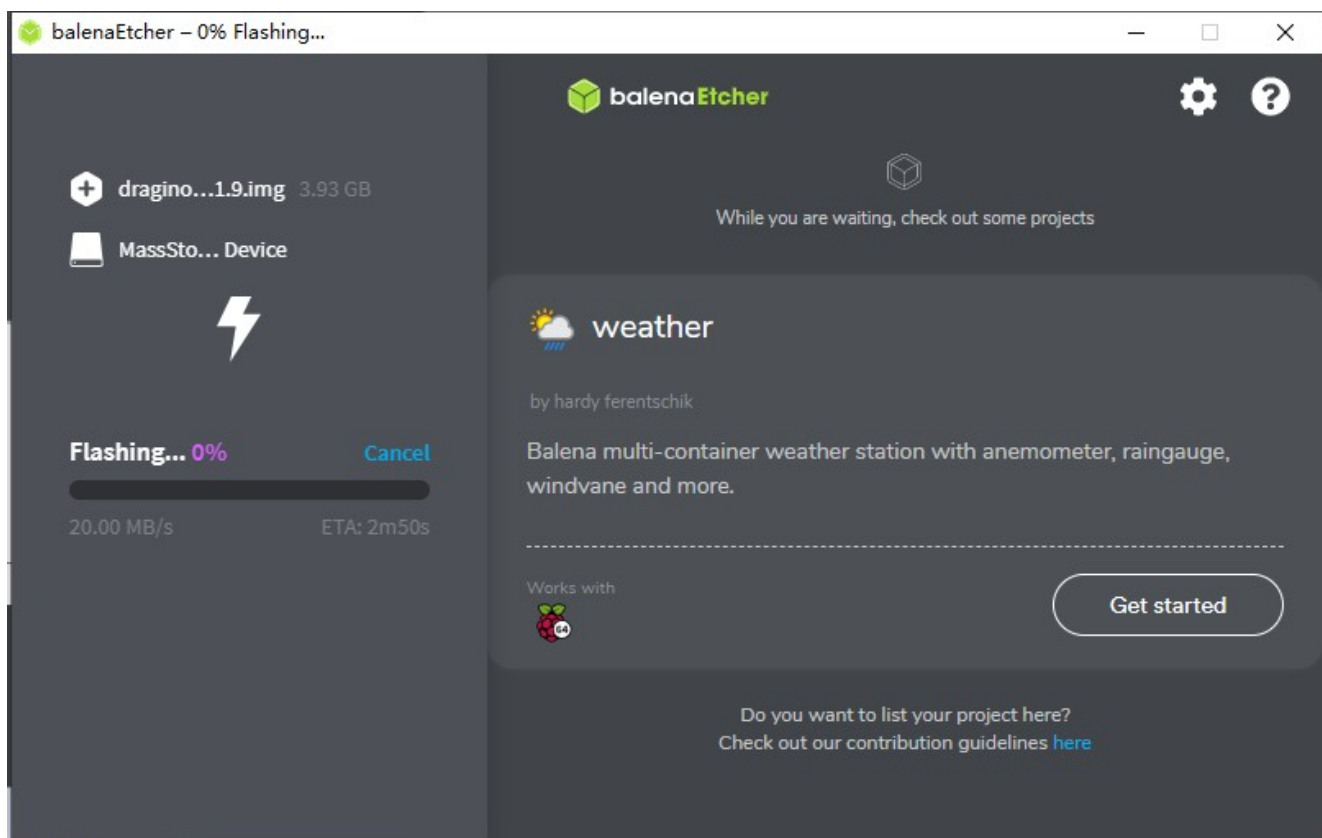 balenaEtcher – 0% Flashing...
balenaEtcher
dragino...1.9.img 3.93 GB
MassSto... Device
Flashing... 0% Cancel
20.00 MB/s ETA: 2m50s
While you are waiting, check out some projects
weather
by hardy ferentschik
Balena multi-container weather station with anemometer, raingauge,
windvane and more.
Works with
64
Get started
Do you want to list your project here?
Check out our contribution guidelines here